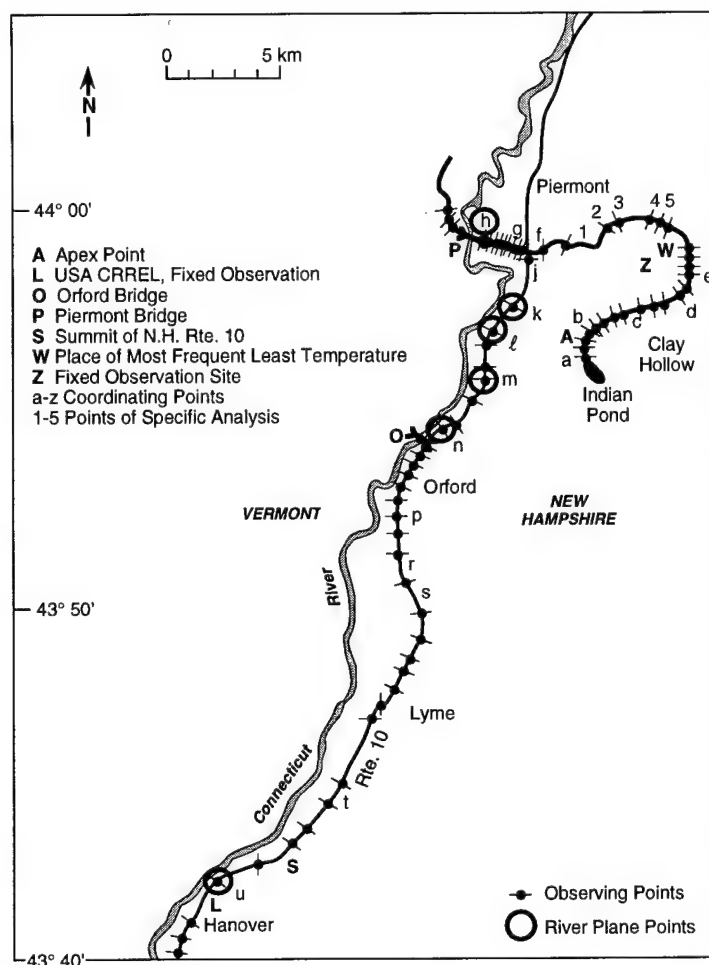 0 5 km
N
Piermont
44° 00'
h
g
f
1
2
3
4 5
P
j
W
Z
e
A Apex Point
L USA CRREL, Fixed Observation
O Orford Bridge
P Piermont Bridge
S Summit of N.H. Rte. 10
W Place of Most Frequent Least Temperature
Z Fixed Observation Site
a-z Coordinating Points
1-5 Points of Specific Analysis
k
b
c
d
ℓ
A
a
Clay
Hollow
m
Indian
Pond
O
n
Orford
VERMONT
NEW
HAMPSHIRE
p
r
River
s
43° 50'
Lyme
Rte. 10
Connecticut
t
S
u
L
Hanover
Observing Points
River Plane Points
43° 40'